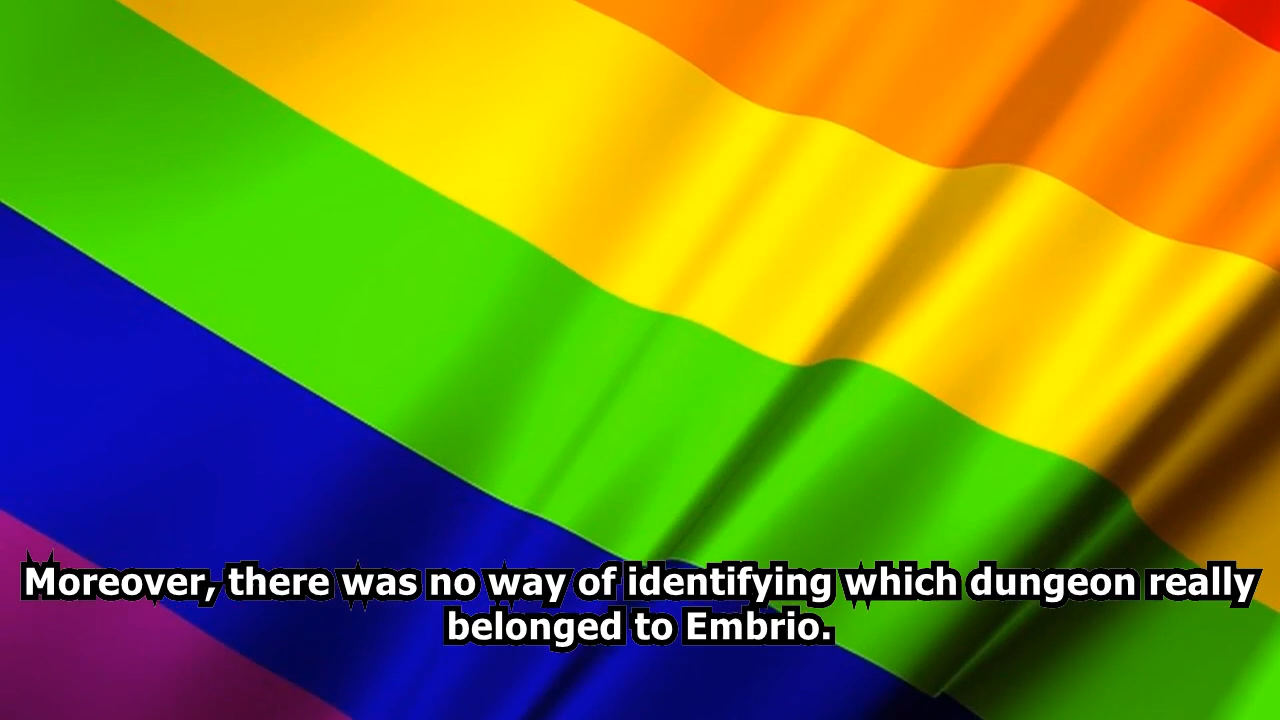 Moreover, there was no way of identifying which dungeon really
belonged to Embrio.